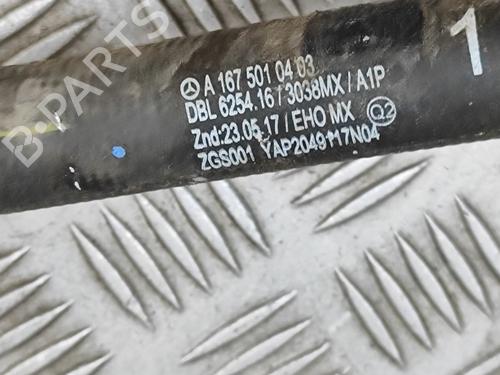 A 167 501 04 03
1
DBL 6254.16 / 3038MX / A1P
Znd: 23.05.17 / EHO MX Q2
ZGS001 YAP2049117N04
B-PARTS